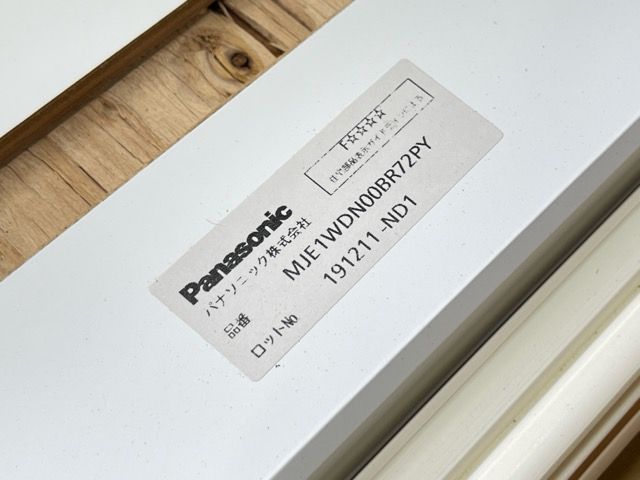 Panasonic
パナソニック株式会社
F☆☆☆☆
品番 MJE1WDN00BR72PY
ロットNo 191211-ND1